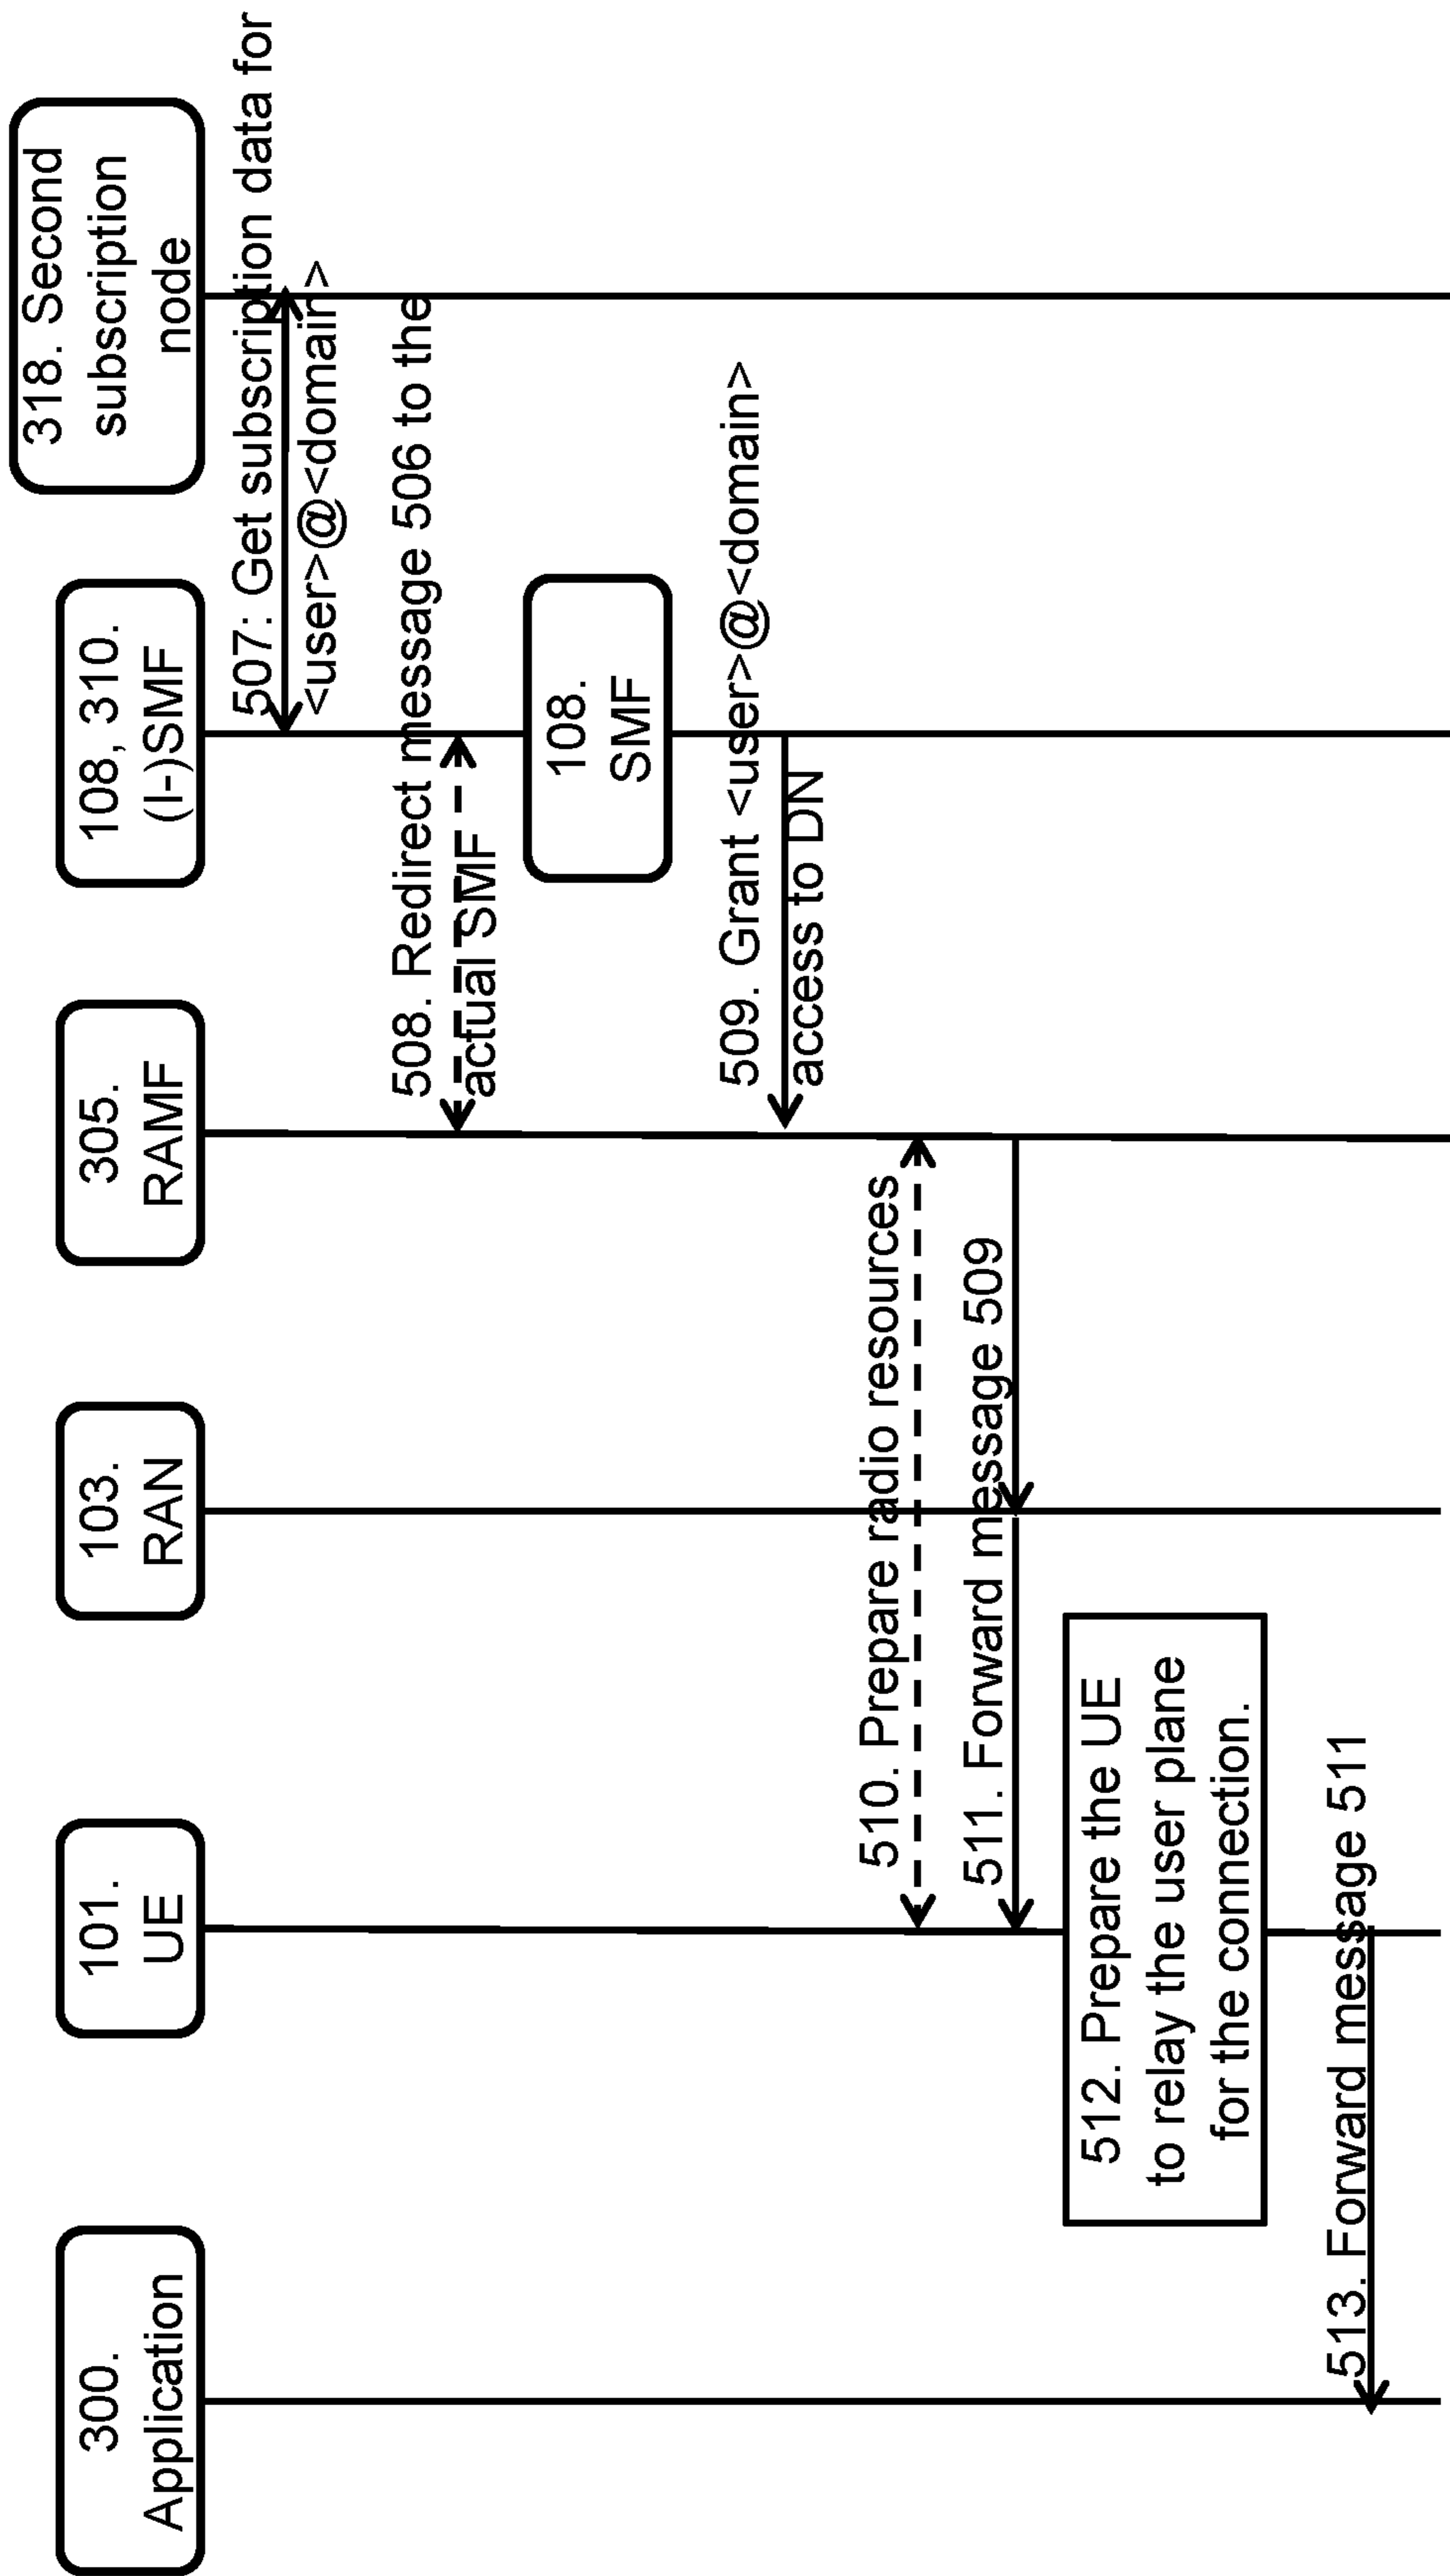 300.
Application
101.
UE
103.
RAN
305.
RAMF
108, 310.
(I-)SMF
318. Second
subscription
node
507: Get subscription data for
<user>@<domain>
508. Redirect message 506 to the
actual SMF
108.
SMF
509. Grant <user>@<domain>
access to DN
510. Prepare radio resources
511. Forward message 509
512. Prepare the UE
to relay the user plane
for the connection.
513. Forward message 511